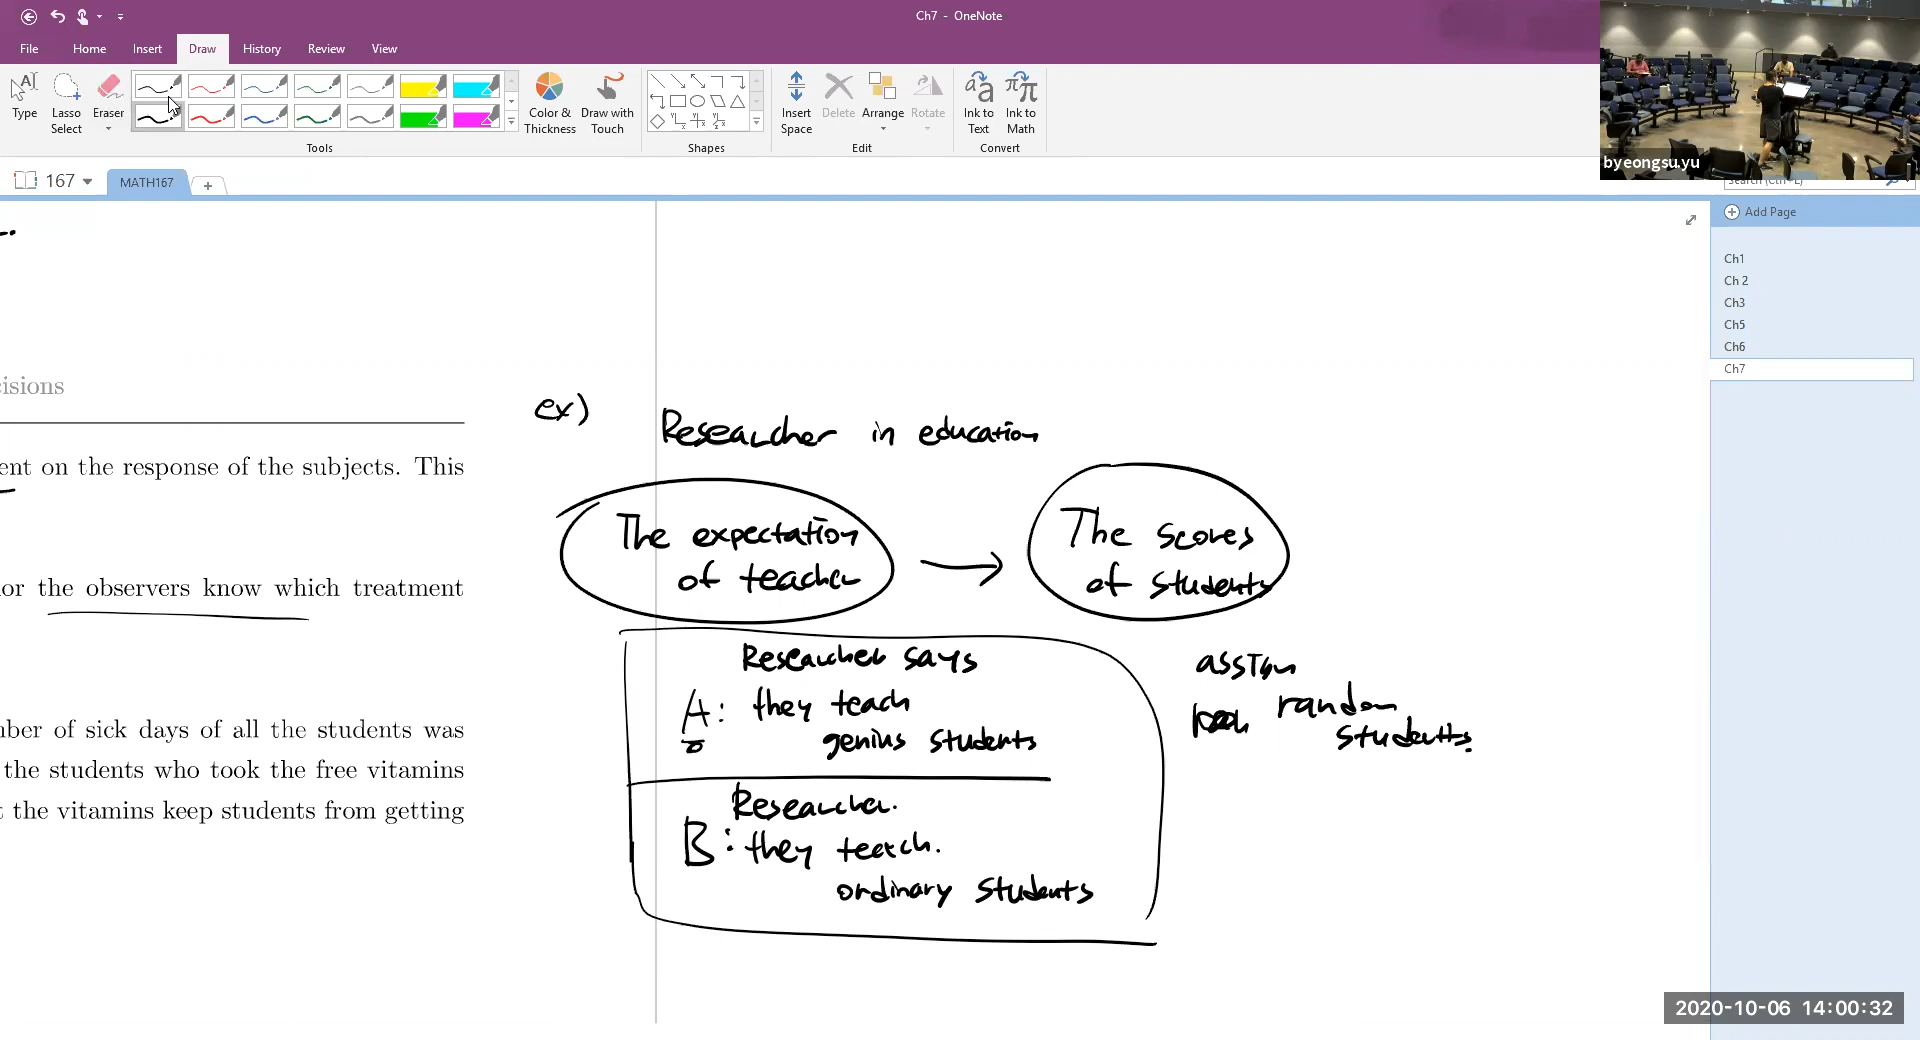 Ch7 - OneNote
File Home Insert Draw History Review View
Type
Lasso Select
Eraser
Color & Thickness
Draw with Touch
Insert Space
Delete
Arrange
Rotate
Ink to Text
Ink to Math
Tools
Shapes
Edit
Convert
byeongsu.yu
167
MATH167
Search (Ctrl+E)
Add Page
Ch1
Ch 2
Ch3
Ch5
Ch6
Ch7
cisions
ent on the response of the subjects. This
or the observers know which treatment
mber of sick days of all the students was
the students who took the free vitamins
t the vitamins keep students from getting
ex)
Researcher in education
The expectation
of teacher
The scores
of students
Researcher says
A: they teach
genius students
Researcher.
B: they teach.
ordinary students
assign
random
students.
2020-10-06 14:00:32